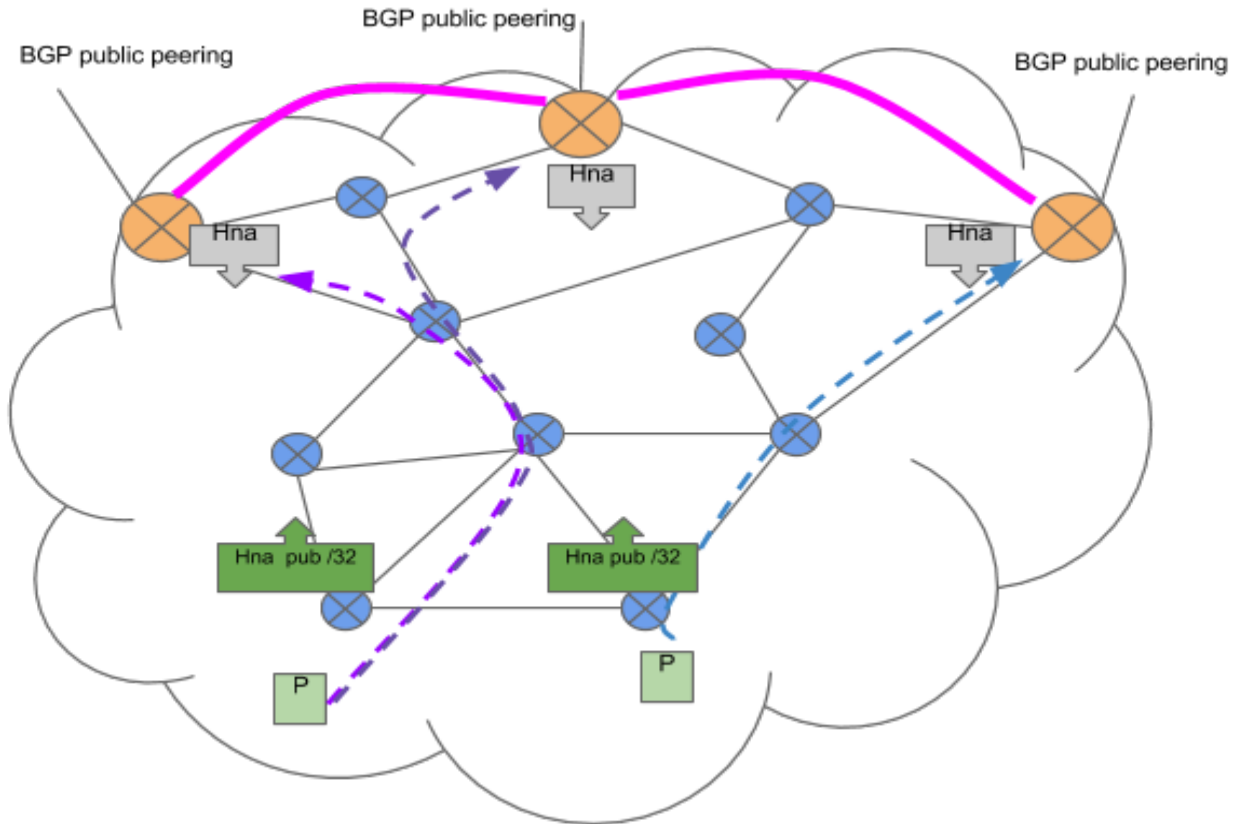 BGP public peering
BGP public peering
BGP public peering
Hna
Hna
Hna
Hna  pub /32
Hna pub /32
P
P